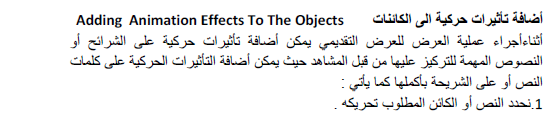 أضافة تأثيرات حركية الى الكائنات Adding Animation Effects To The Objects
أثناءأجراء عملية العرض للعرض التقديمي يمكن أضافة تأثيرات حركية على الشرائح أو
النصوص المهمة للتركيز عليها من قبل المشاهد حيث يمكن أضافة التأثيرات الحركية على كلمات
النص أو على الشريحة بأكملها كما يأتي :
1.نحدد النص أو الكائن المطلوب تحريكه .